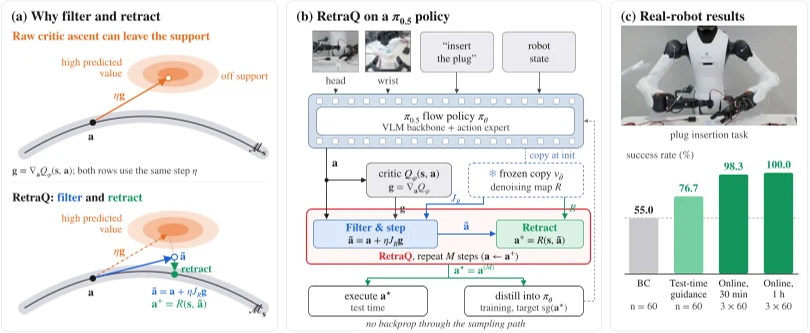 (a) Why filter and retract
Raw critic ascent can leave the support
high predicted
value
off support
ηg
a
ℳₛ
g = ∇ₐQᵩ(s, a); both rows use the same step η
RetraQ: filter and retract
high predicted
value
ηg
ã
retract
a
ã = a + ηJ_R g
a⁺ = R(s, ã)
ℳₛ
(b) RetraQ on a π₀.₅ policy
"insert
the plug"
robot
state
head
wrist
π₀.₅ flow policy π_θ
VLM backbone + action expert
copy at init
a
critic Qᵩ(s, a)
g = ∇ₐQᵩ
❄ frozen copy v_θ̄
denoising map R
g
J_R
R
Filter & step
ã = a + ηJ_R g
ã
Retract
a⁺ = R(s, ã)
RetraQ, repeat M steps (a ← a⁺)
a* = a⁽ᴹ⁾
execute a*
test time
distill into π_θ
training, target sg(a*)
no backprop through the sampling path
(c) Real-robot results
plug insertion task
success rate (%)
55.0
76.7
98.3
100.0
BC
n = 60
Test-time
guidance
n = 60
Online,
30 min
3 × 60
Online,
1 h
3 × 60